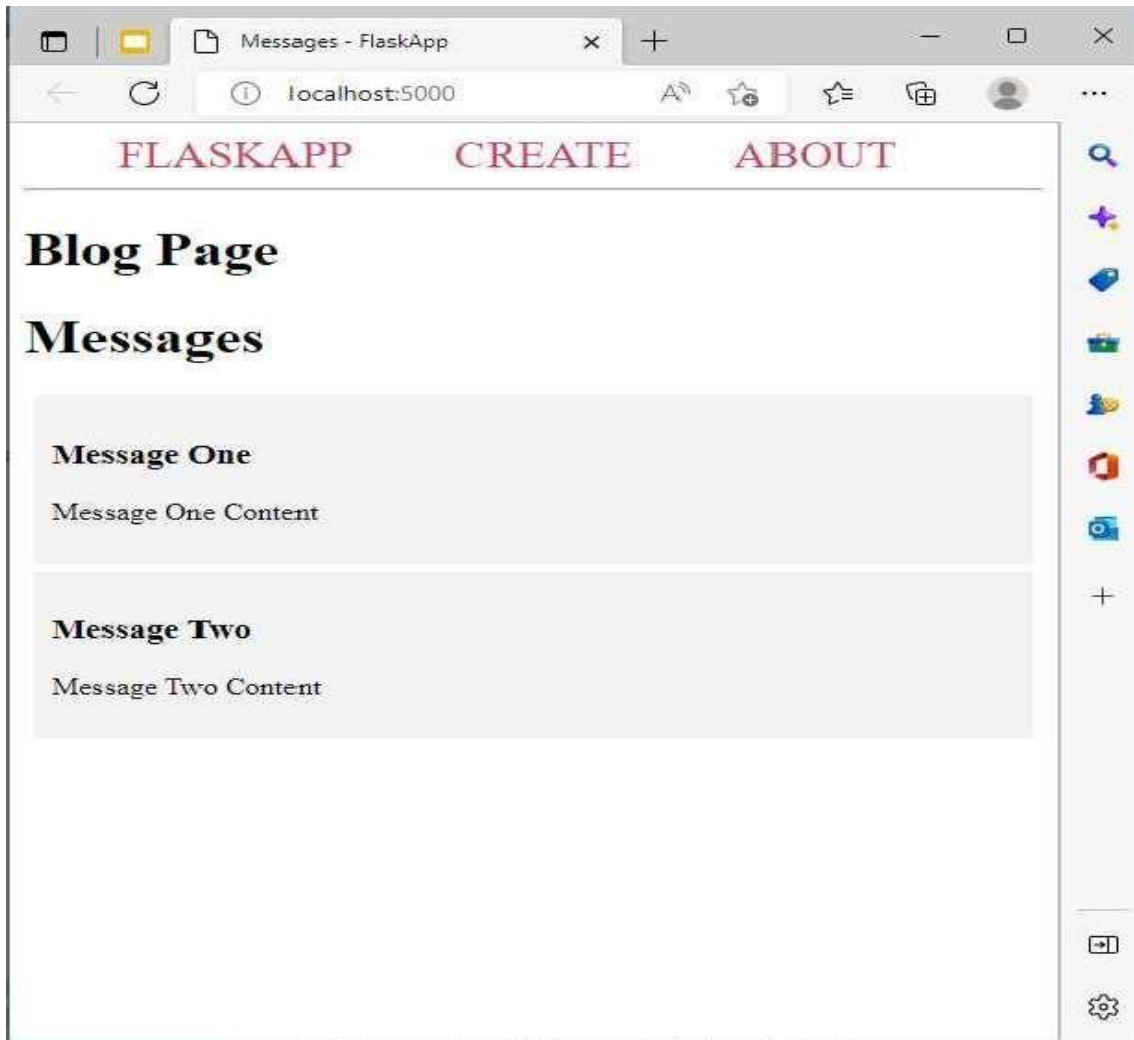 Messages - FlaskApp
localhost:5000
FLASKAPP CREATE ABOUT
Blog Page
Messages
Message One
Message One Content
Message Two
Message Two Content